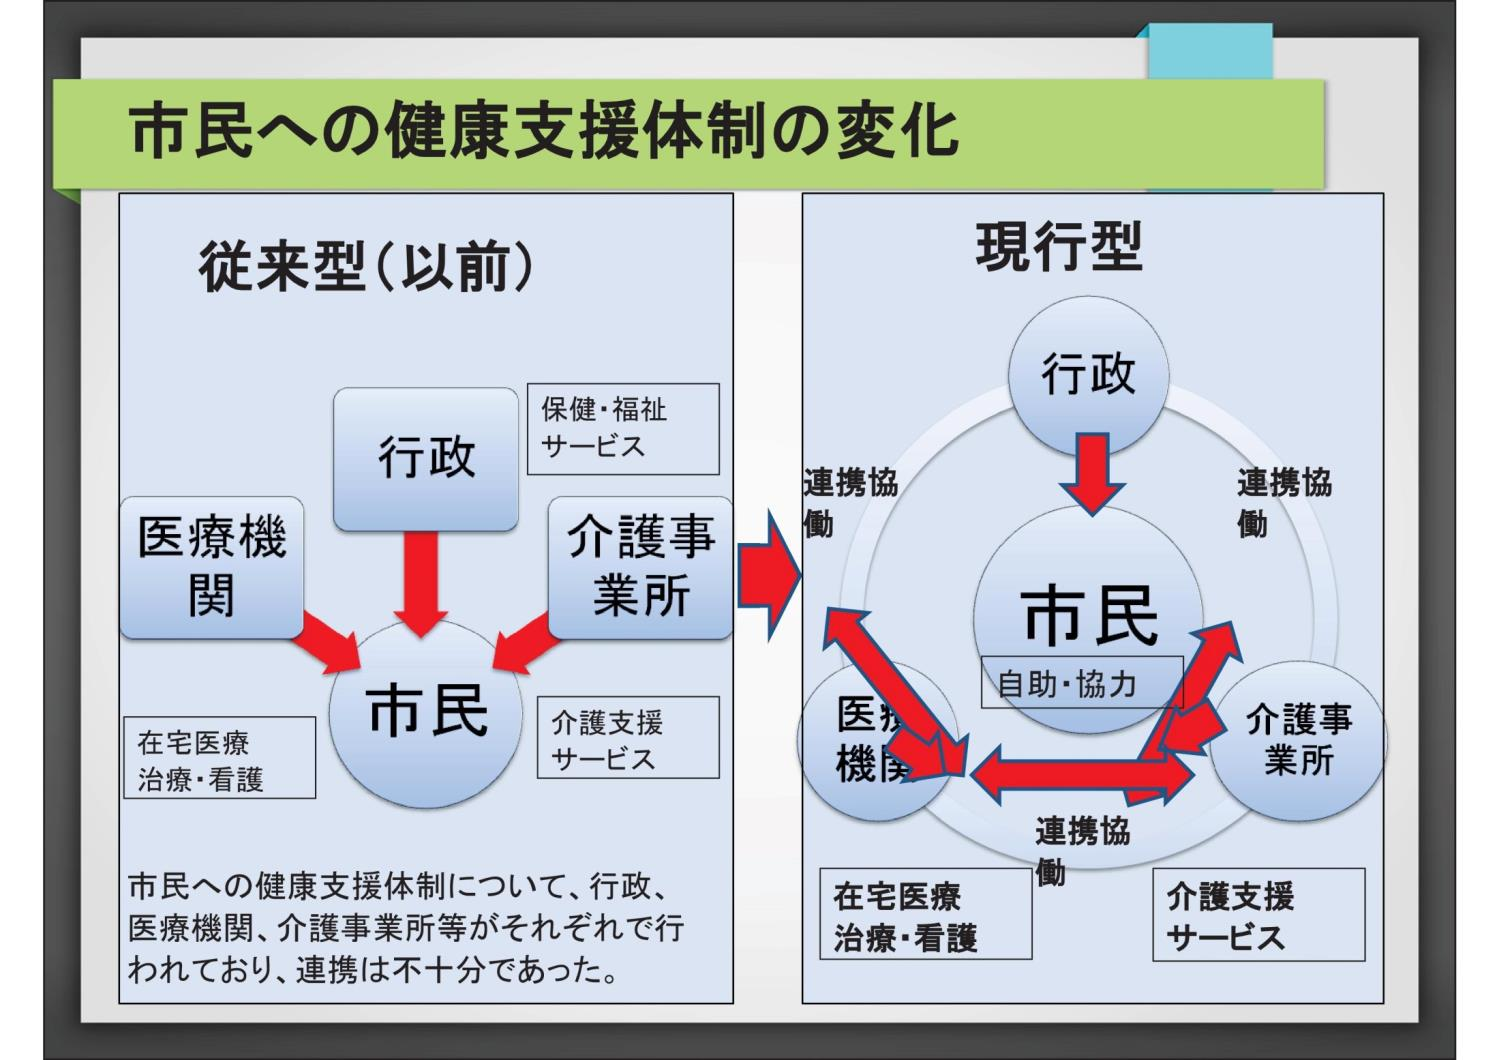 市民への健康支援体制の変化
従来型（以前）
行政
保健・福祉
サービス
医療機
関
介護事
業所
市民
在宅医療
治療・看護
介護支援
サービス
市民への健康支援体制について、行政、
医療機関、介護事業所等がそれぞれで行
われており、連携は不十分であった。
現行型
行政
連携協
働
連携協
働
市民
自助・協力
医療
機関
介護事
業所
連携協
働
在宅医療
治療・看護
介護支援
サービス